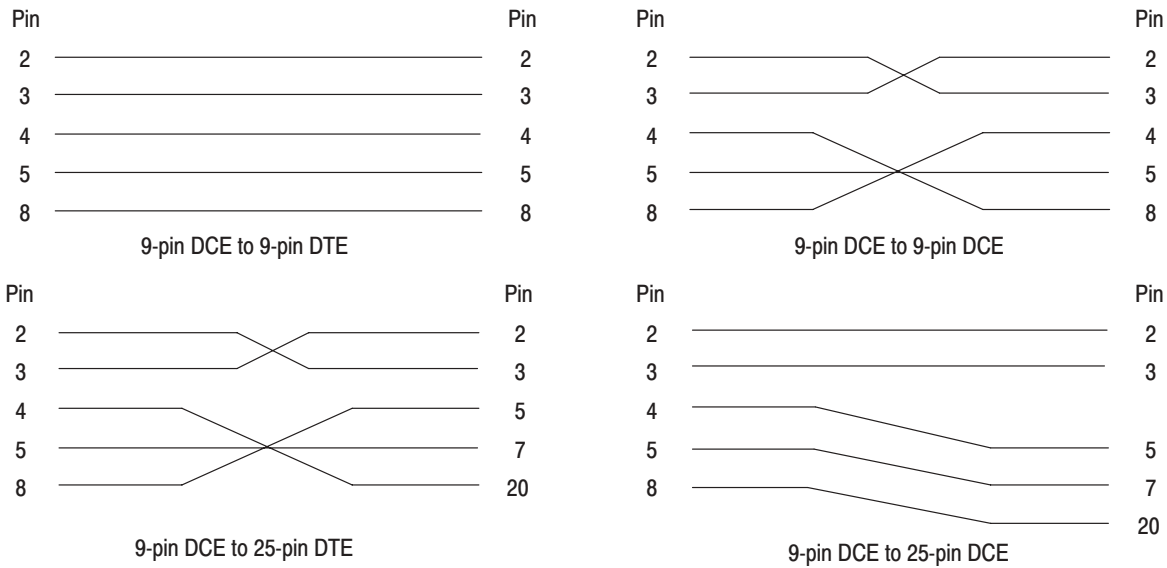 Pin Pin
2 2
3 3
4 4
5 5
8 8
9-pin DCE to 9-pin DTE
Pin Pin
2 2
3 3
4 4
5 5
8 8
9-pin DCE to 9-pin DCE
Pin Pin
2 2
3 3
4 5
5 7
8 20
9-pin DCE to 25-pin DTE
Pin Pin
2 2
3 3
4
5 5
8 7
20
9-pin DCE to 25-pin DCE